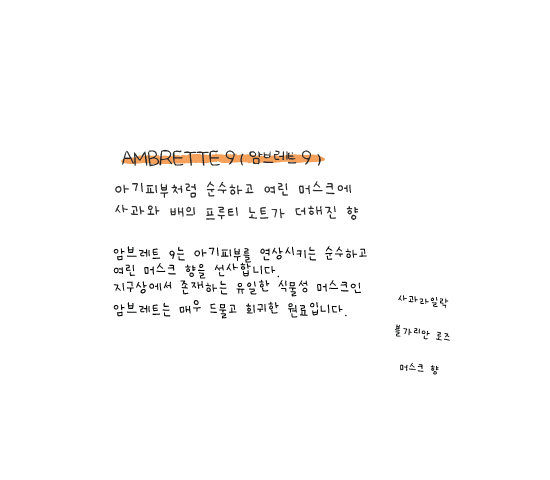 AMBRETTE 9 ( 암브레트 9 )
아기피부처럼 순수하고 여린 머스크에
사과와 배의 프루티 노트가 더해진 향
암브레트 9는 아기피부를 연상시키는 순수하고
여린 머스크 향을 선사합니다.
지구상에서 존재하는 유일한 식물성 머스크인
암브레트는 매우 드물고 희귀한 원료입니다.
사과라일락
불가리안 로즈
머스크 향